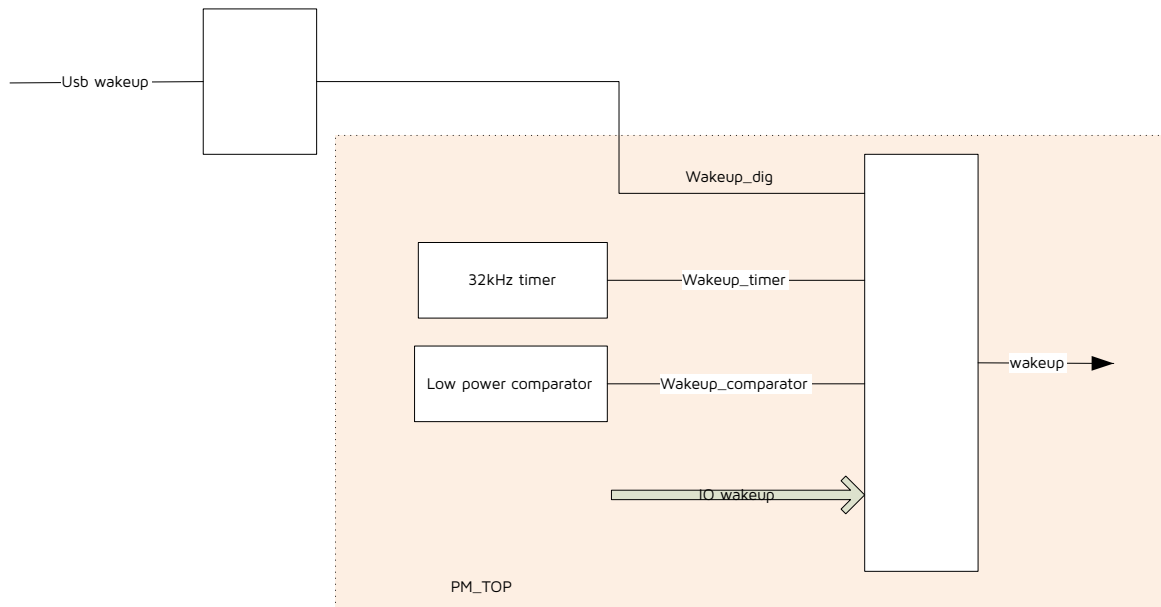 Usb wakeup
Wakeup_dig
32kHz timer
Wakeup_timer
Low power comparator
Wakeup_comparator
wakeup
IO wakeup
PM_TOP